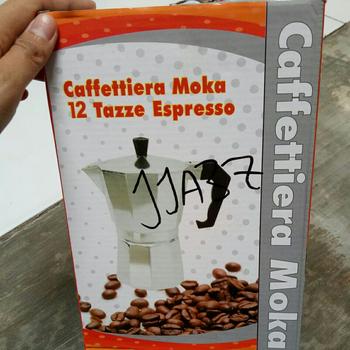 Caffettiera Moka
12 Tazze Espresso
JJAZZ
Caffettiera Moka